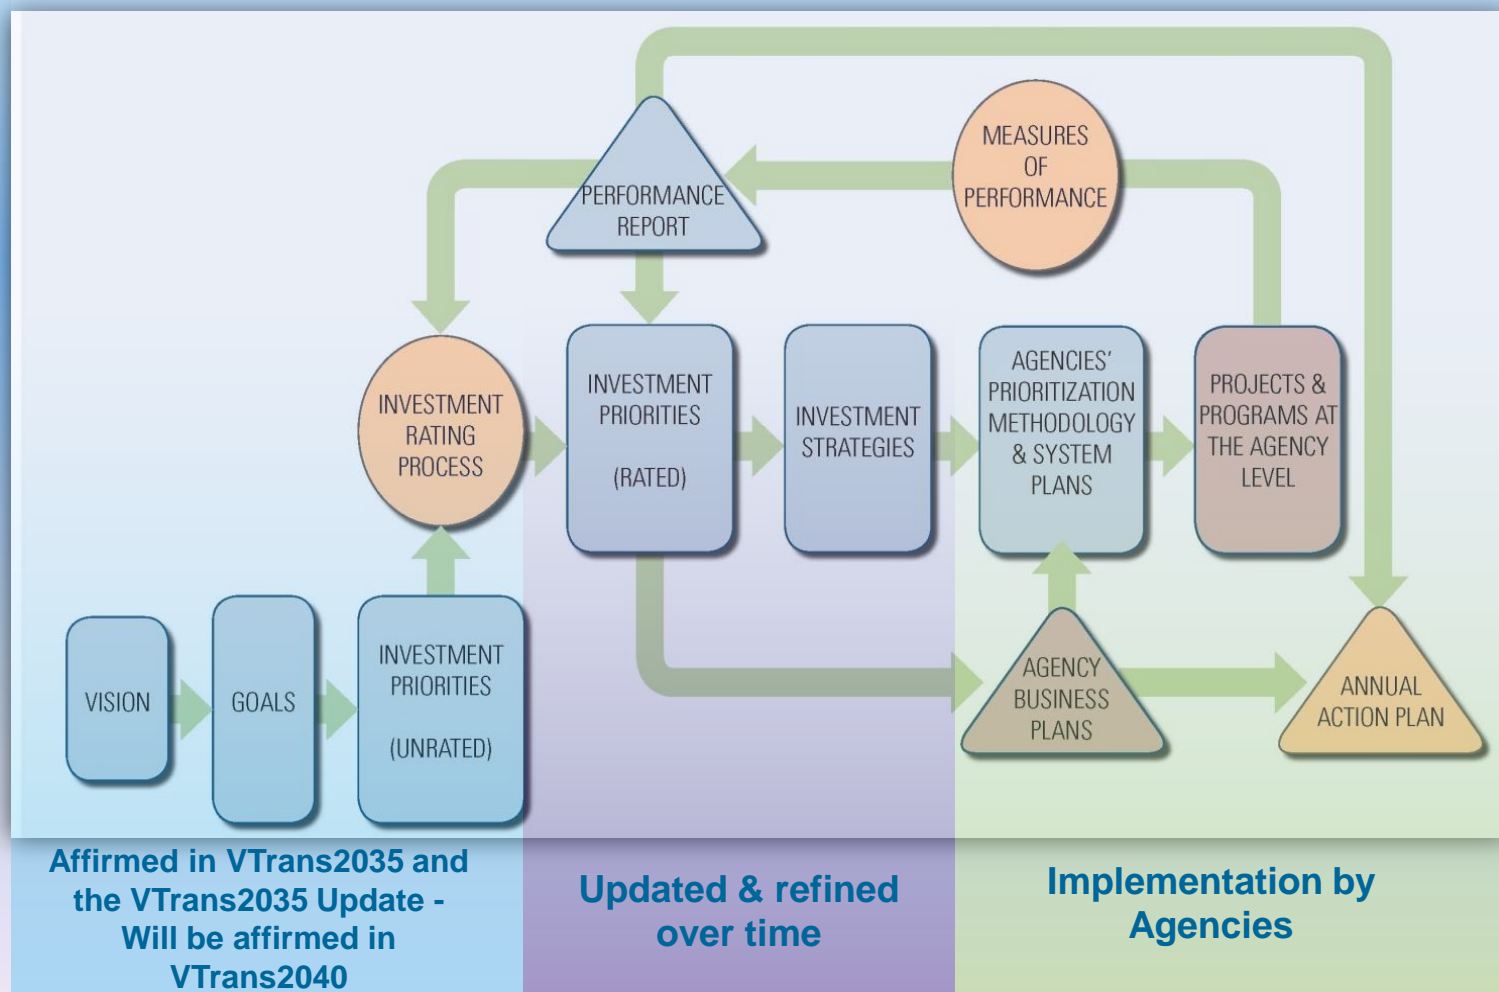 MEASURES
OF
PERFORMANCE
PERFORMANCE
REPORT
INVESTMENT
RATING
PROCESS
INVESTMENT
PRIORITIES
(RATED)
INVESTMENT
STRATEGIES
AGENCIES'
PRIORITIZATION
METHODOLOGY
& SYSTEM
PLANS
PROJECTS &
PROGRAMS AT
THE AGENCY
LEVEL
VISION
GOALS
INVESTMENT
PRIORITIES
(UNRATED)
AGENCY
BUSINESS
PLANS
ANNUAL
ACTION PLAN
Affirmed in VTrans2035 and
the VTrans2035 Update -
Will be affirmed in
VTrans2040
Updated & refined
over time
Implementation by
Agencies